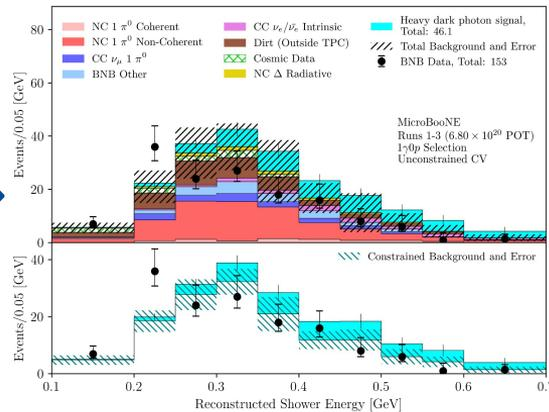 80
60
40
20
0
Events/0.05 [GeV]
NC 1 π⁰ Coherent
NC 1 π⁰ Non-Coherent
CC νμ 1 π⁰
BNB Other
CC νe/ν̄e Intrinsic
Dirt (Outside TPC)
Cosmic Data
NC Δ Radiative
Heavy dark photon signal,
Total: 46.1
Total Background and Error
BNB Data, Total: 153
MicroBooNE
Runs 1-3 (6.80 × 10²⁰ POT)
1γ0p Selection
Unconstrained CV
40
20
0
Events/0.05 [GeV]
Constrained Background and Error
0.1 0.2 0.3 0.4 0.5 0.6
Reconstructed Shower Energy [GeV]